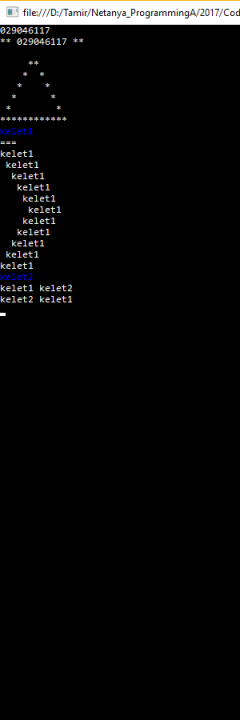 file:///D:/Tamir/Netanya_ProgrammingA/2017/Cod
029046117
** 029046117 **
     **
    *  *
   *    *
  *      *
 *        *
************
kelet1
===
kelet1
 kelet1
  kelet1
   kelet1
    kelet1
     kelet1
    kelet1
   kelet1
  kelet1
 kelet1
kelet1
kelet2
kelet1 kelet2
kelet2 kelet1